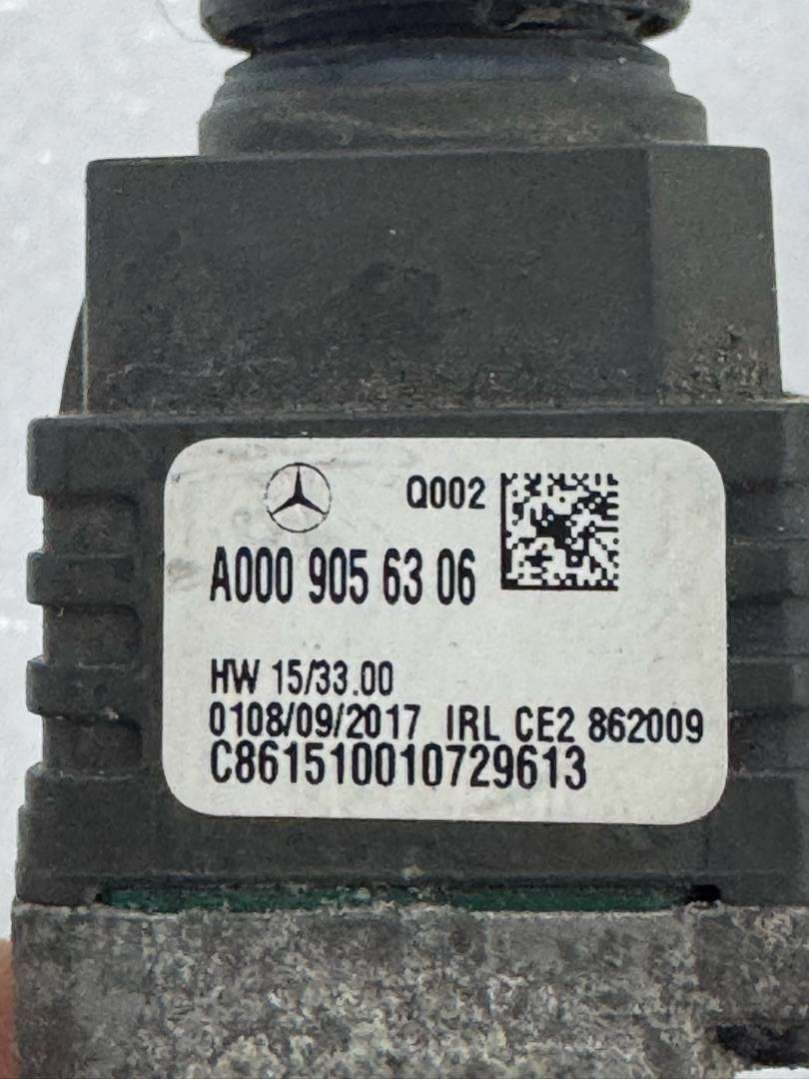 Q002
A000 905 63 06
HW 15/33.00
0108/09/2017 IRL CE2 862009
C861510010729613